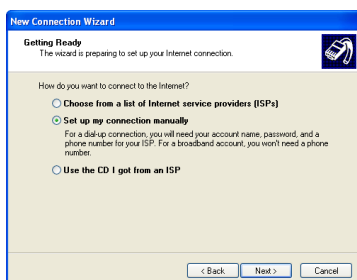 New Connection Wizard
Getting Ready
The wizard is preparing to set up your Internet connection.
How do you want to connect to the Internet?
Choose from a list of Internet service providers (ISPs)
Set up my connection manually
For a dial-up connection, you will need your account name, password, and a
phone number for your ISP. For a broadband account, you won't need a phone
number.
Use the CD I got from an ISP
< Back Next > Cancel